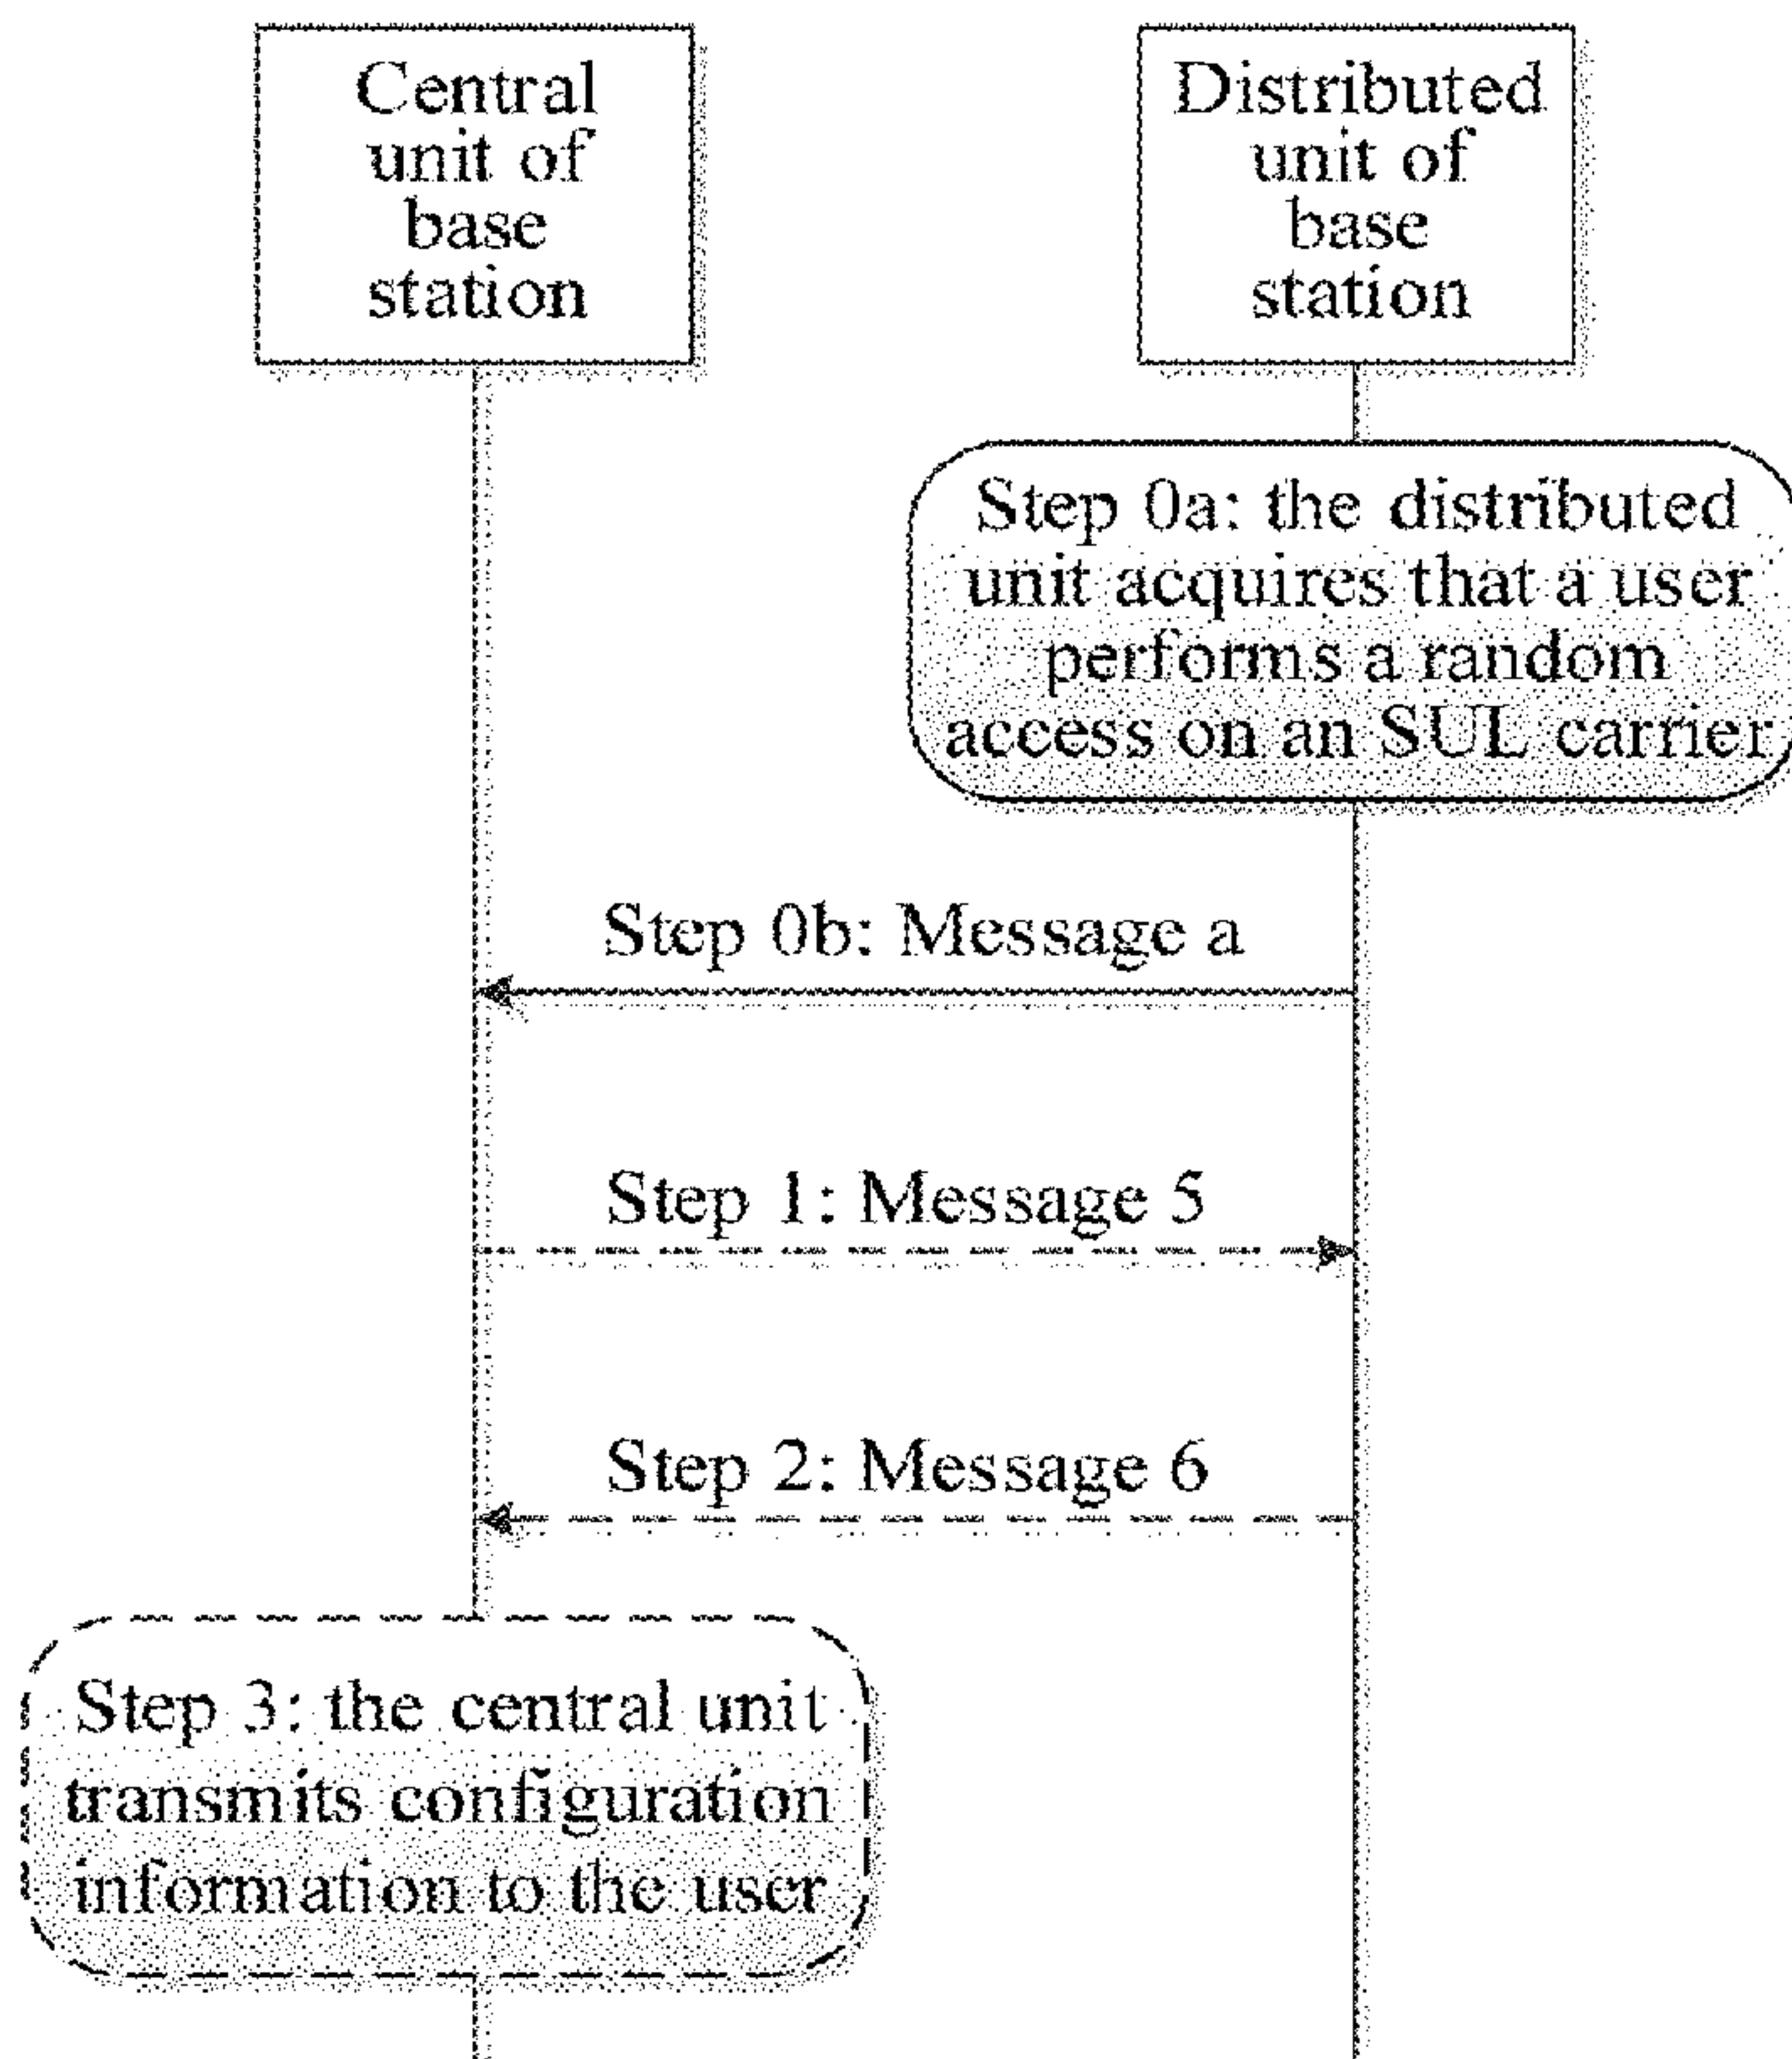 Central
unit of
base
station
Distributed
unit of
base
station
Step 0a: the distributed
unit acquires that a user
performs a random
access on an SUL carrier
Step 0b: Message a
Step 1: Message 5
Step 2: Message 6
Step 3: the central unit
transmits configuration
information to the user